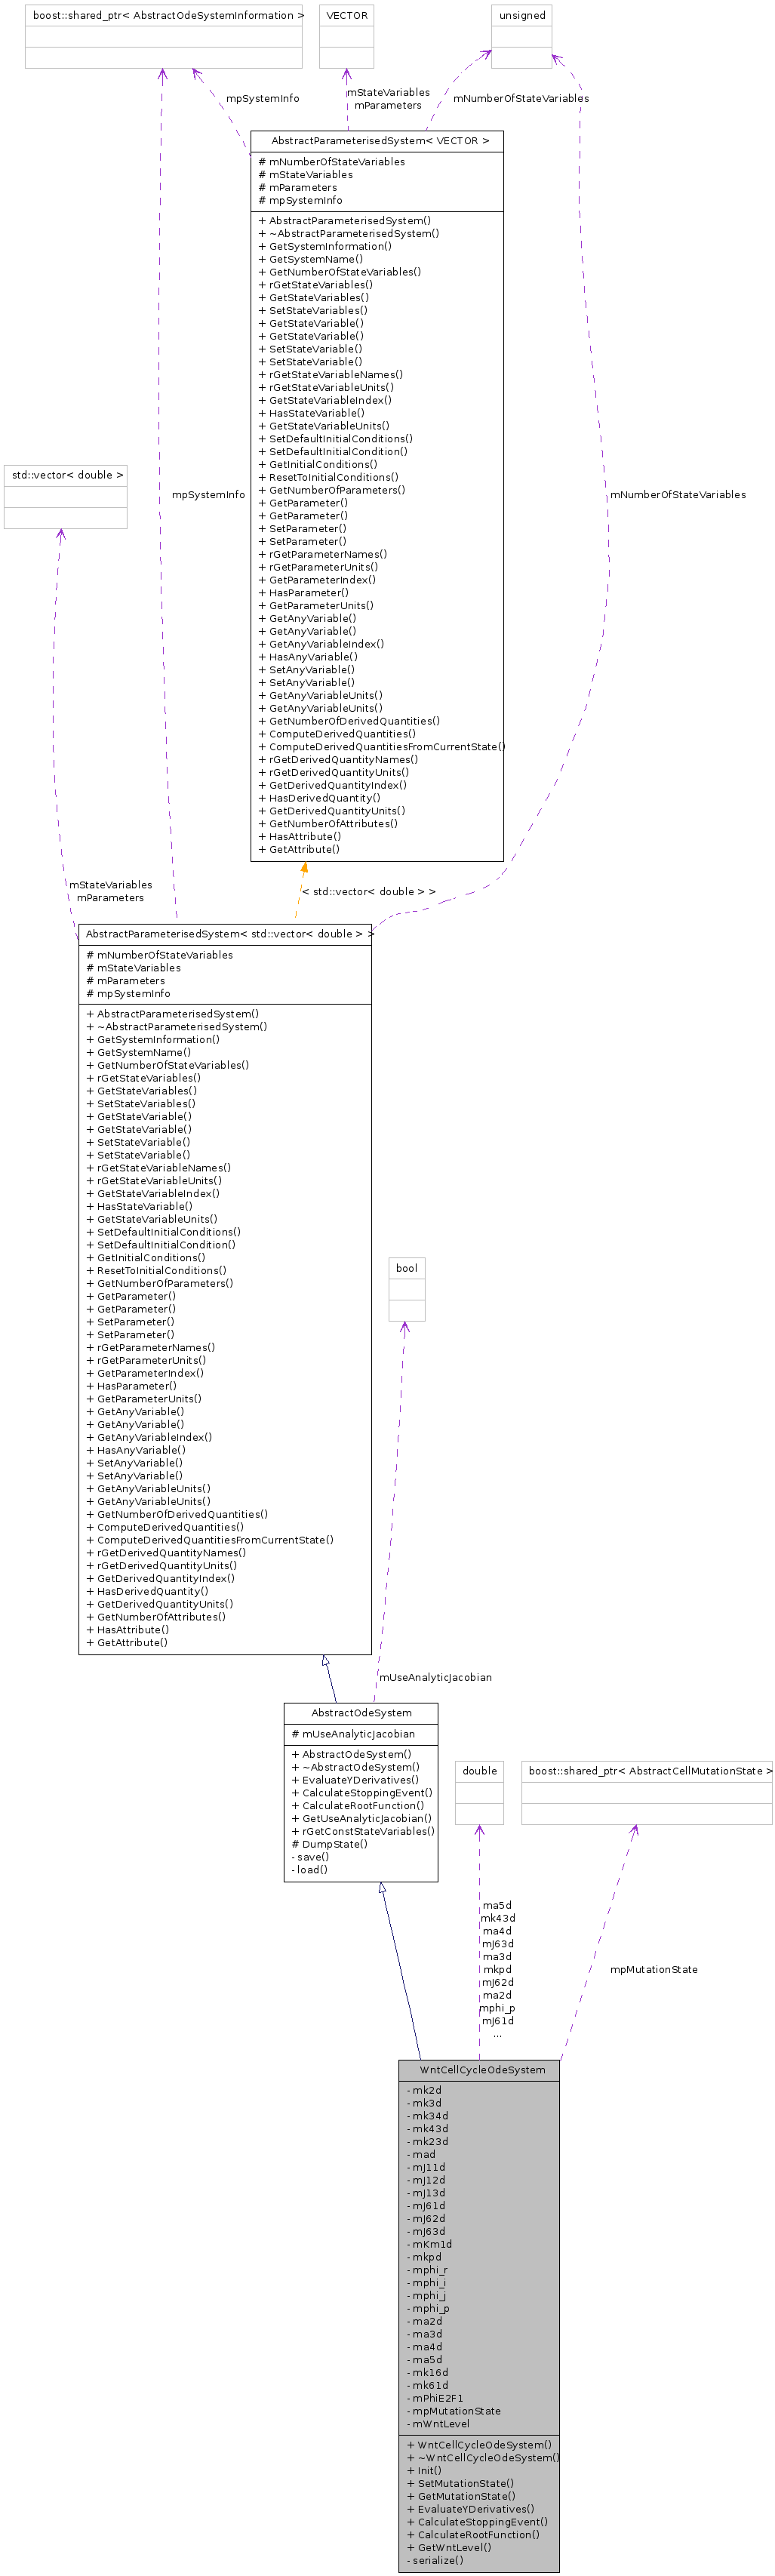 boost::shared_ptr< AbstractOdeSystemInformation >
VECTOR
unsigned
mpSystemInfo
mStateVariables
mParameters
mNumberOfStateVariables
AbstractParameterisedSystem< VECTOR >
# mNumberOfStateVariables
# mStateVariables
# mParameters
# mpSystemInfo
+ AbstractParameterisedSystem()
+ ~AbstractParameterisedSystem()
+ GetSystemInformation()
+ GetSystemName()
+ GetNumberOfStateVariables()
+ rGetStateVariables()
+ GetStateVariables()
+ SetStateVariables()
+ GetStateVariable()
+ GetStateVariable()
+ SetStateVariable()
+ SetStateVariable()
+ rGetStateVariableNames()
+ rGetStateVariableUnits()
+ GetStateVariableIndex()
+ HasStateVariable()
+ GetStateVariableUnits()
+ SetDefaultInitialConditions()
+ SetDefaultInitialCondition()
+ GetInitialConditions()
+ ResetToInitialConditions()
+ GetNumberOfParameters()
+ GetParameter()
+ GetParameter()
+ SetParameter()
+ SetParameter()
+ rGetParameterNames()
+ rGetParameterUnits()
+ GetParameterIndex()
+ HasParameter()
+ GetParameterUnits()
+ GetAnyVariable()
+ GetAnyVariable()
+ GetAnyVariableIndex()
+ HasAnyVariable()
+ SetAnyVariable()
+ SetAnyVariable()
+ GetAnyVariableUnits()
+ GetAnyVariableUnits()
+ GetNumberOfDerivedQuantities()
+ ComputeDerivedQuantities()
+ ComputeDerivedQuantitiesFromCurrentState()
+ rGetDerivedQuantityNames()
+ rGetDerivedQuantityUnits()
+ GetDerivedQuantityIndex()
+ HasDerivedQuantity()
+ GetDerivedQuantityUnits()
+ GetNumberOfAttributes()
+ HasAttribute()
+ GetAttribute()
std::vector< double >
mpSystemInfo
mNumberOfStateVariables
mStateVariables
mParameters
< std::vector< double > >
AbstractParameterisedSystem< std::vector< double > >
# mNumberOfStateVariables
# mStateVariables
# mParameters
# mpSystemInfo
+ AbstractParameterisedSystem()
+ ~AbstractParameterisedSystem()
+ GetSystemInformation()
+ GetSystemName()
+ GetNumberOfStateVariables()
+ rGetStateVariables()
+ GetStateVariables()
+ SetStateVariables()
+ GetStateVariable()
+ GetStateVariable()
+ SetStateVariable()
+ SetStateVariable()
+ rGetStateVariableNames()
+ rGetStateVariableUnits()
+ GetStateVariableIndex()
+ HasStateVariable()
+ GetStateVariableUnits()
+ SetDefaultInitialConditions()
+ SetDefaultInitialCondition()
+ GetInitialConditions()
+ ResetToInitialConditions()
+ GetNumberOfParameters()
+ GetParameter()
+ GetParameter()
+ SetParameter()
+ SetParameter()
+ rGetParameterNames()
+ rGetParameterUnits()
+ GetParameterIndex()
+ HasParameter()
+ GetParameterUnits()
+ GetAnyVariable()
+ GetAnyVariable()
+ GetAnyVariableIndex()
+ HasAnyVariable()
+ SetAnyVariable()
+ SetAnyVariable()
+ GetAnyVariableUnits()
+ GetAnyVariableUnits()
+ GetNumberOfDerivedQuantities()
+ ComputeDerivedQuantities()
+ ComputeDerivedQuantitiesFromCurrentState()
+ rGetDerivedQuantityNames()
+ rGetDerivedQuantityUnits()
+ GetDerivedQuantityIndex()
+ HasDerivedQuantity()
+ GetDerivedQuantityUnits()
+ GetNumberOfAttributes()
+ HasAttribute()
+ GetAttribute()
bool
mUseAnalyticJacobian
AbstractOdeSystem
# mUseAnalyticJacobian
+ AbstractOdeSystem()
+ ~AbstractOdeSystem()
+ EvaluateYDerivatives()
+ CalculateStoppingEvent()
+ CalculateRootFunction()
+ GetUseAnalyticJacobian()
+ rGetConstStateVariables()
# DumpState()
- save()
- load()
double
boost::shared_ptr< AbstractCellMutationState >
ma5d
mk43d
ma4d
mJ63d
ma3d
mkpd
mJ62d
ma2d
mphi_p
mJ61d
...
mpMutationState
WntCellCycleOdeSystem
- mk2d
- mk3d
- mk34d
- mk43d
- mk23d
- mad
- mJ11d
- mJ12d
- mJ13d
- mJ61d
- mJ62d
- mJ63d
- mKm1d
- mkpd
- mphi_r
- mphi_i
- mphi_j
- mphi_p
- ma2d
- ma3d
- ma4d
- ma5d
- mk16d
- mk61d
- mPhiE2F1
- mpMutationState
- mWntLevel
+ WntCellCycleOdeSystem()
+ ~WntCellCycleOdeSystem()
+ Init()
+ SetMutationState()
+ GetMutationState()
+ EvaluateYDerivatives()
+ CalculateStoppingEvent()
+ CalculateRootFunction()
+ GetWntLevel()
- serialize()